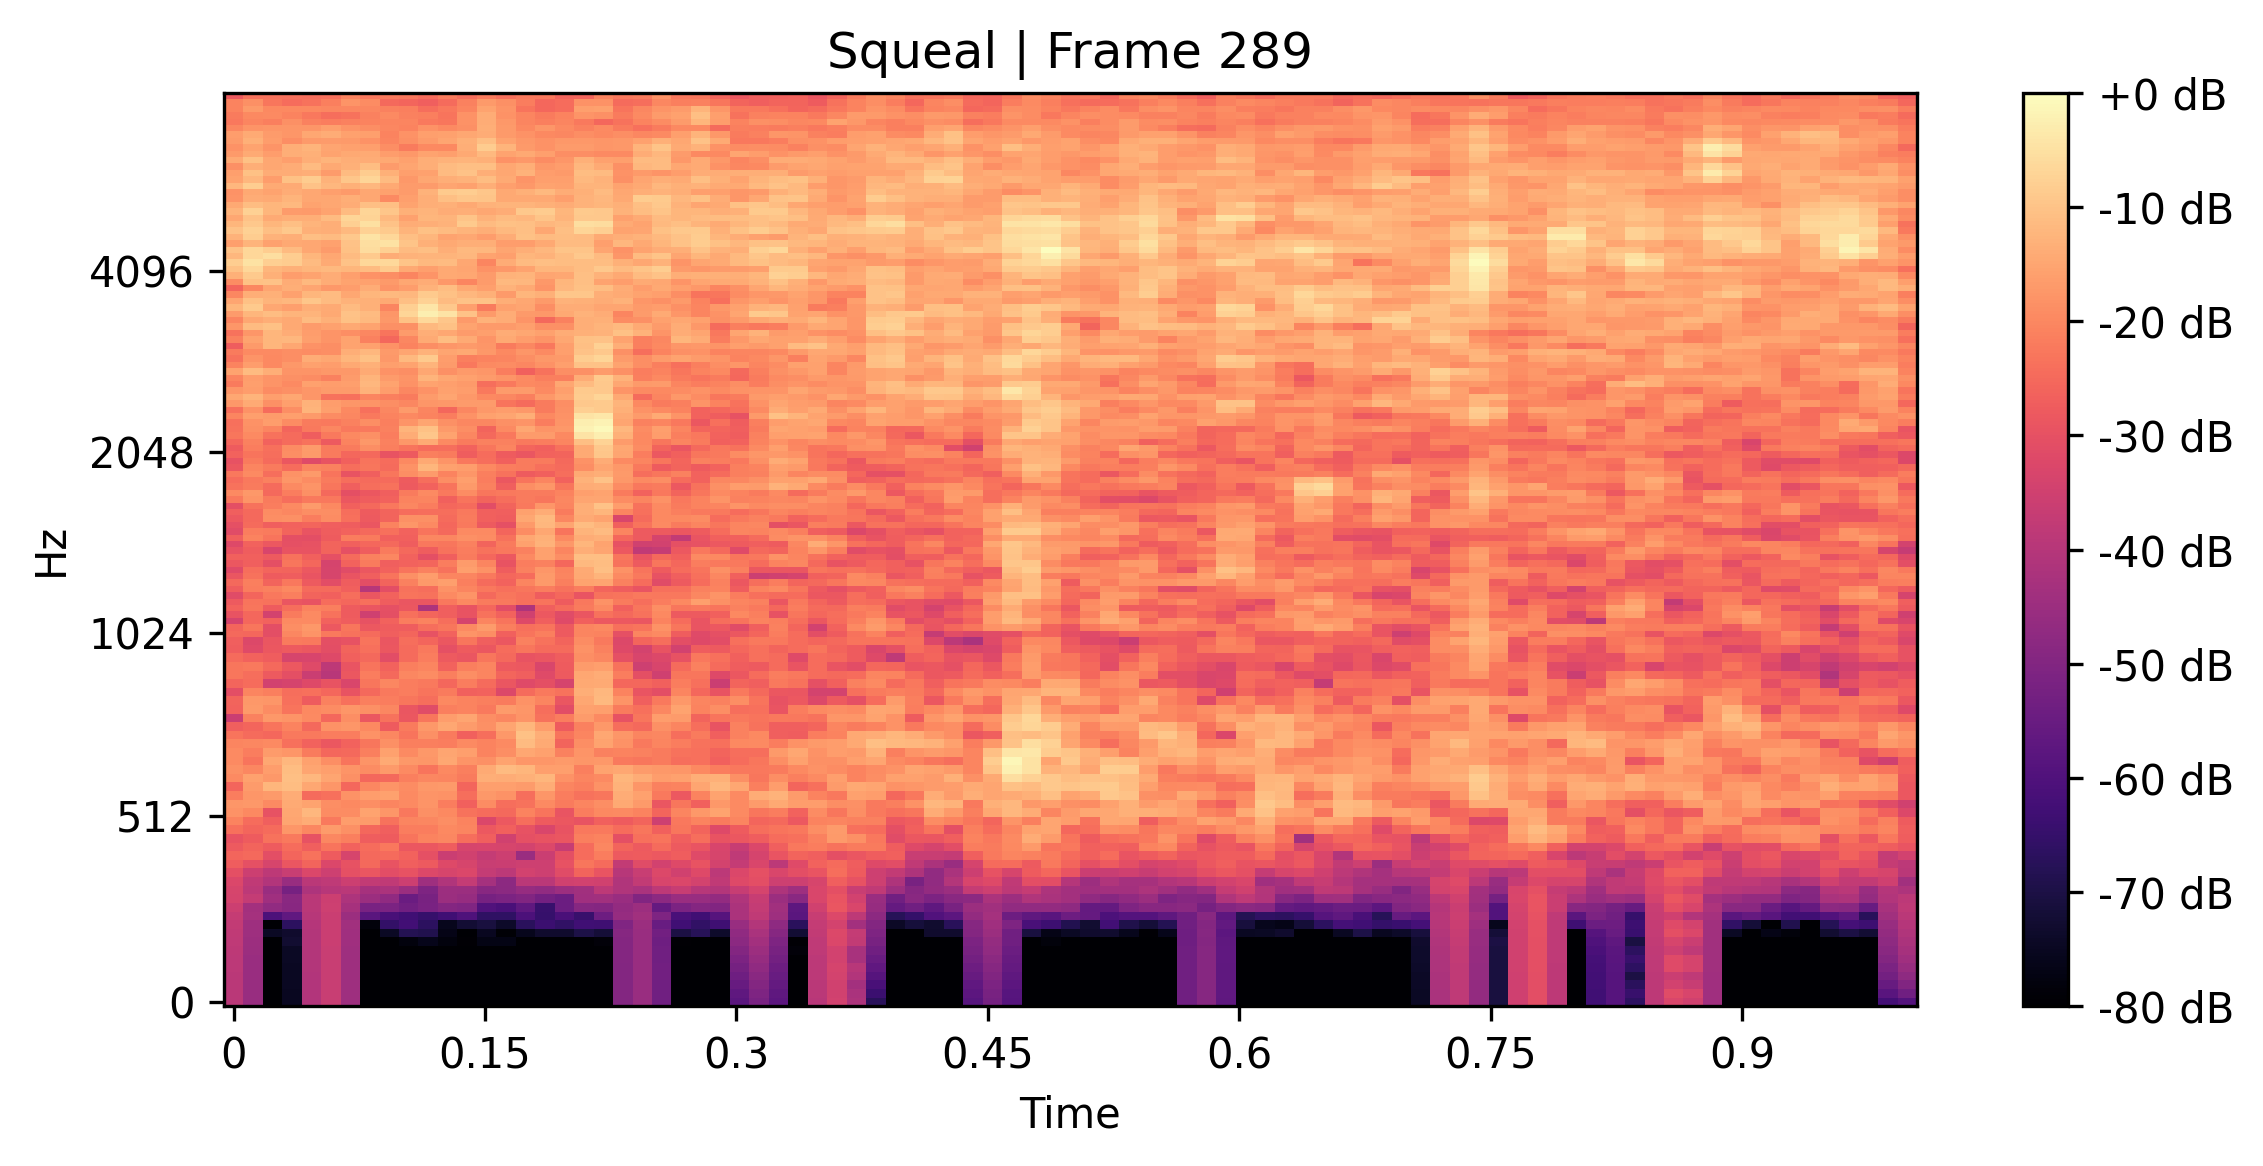 Squeal | Frame 289
+0 dB
-10 dB
-20 dB
-30 dB
-40 dB
-50 dB
-60 dB
-70 dB
-80 dB
Hz
4096
2048
1024
512
0
0 0.15 0.3 0.45 0.6 0.75 0.9
Time